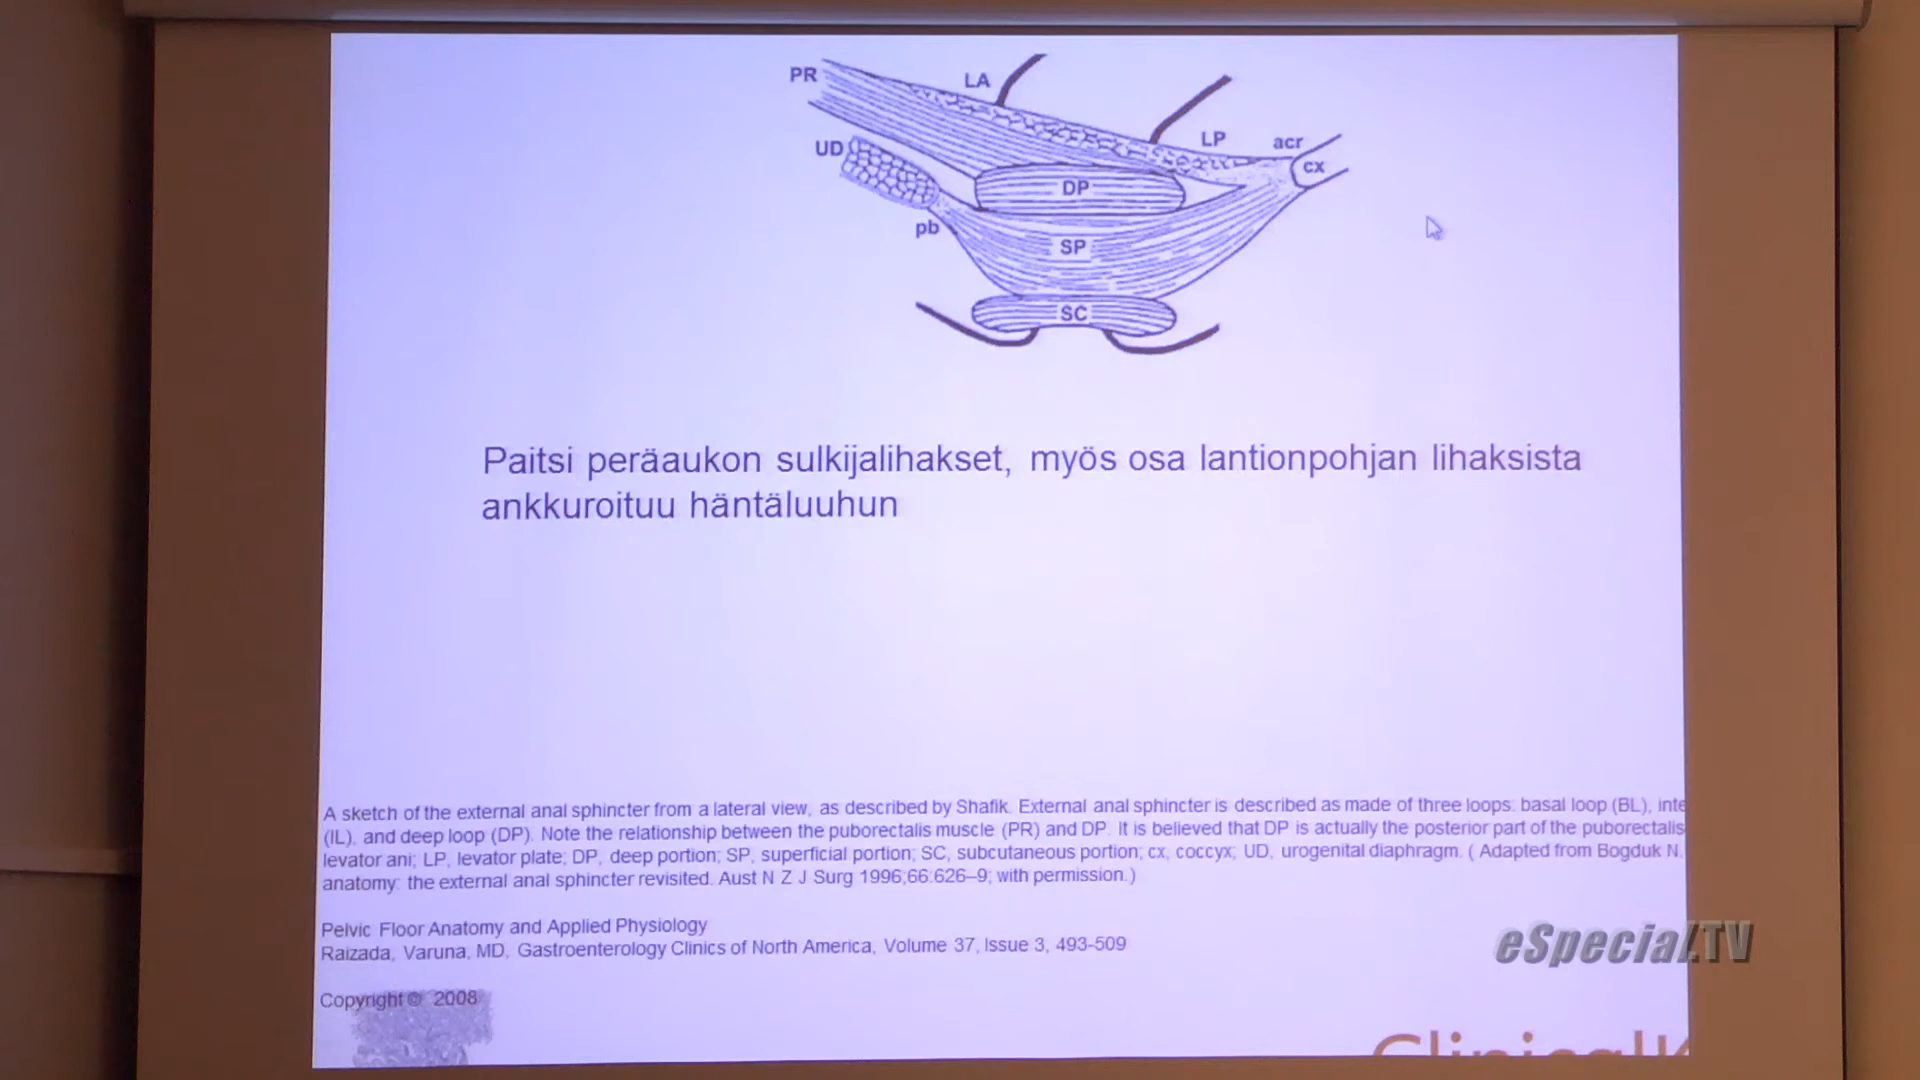 PR
LA
LP
acr
cx
UD
DP
pb
SP
SC
Paitsi peräaukon sulkijalihakset, myös osa lantionpohjan lihaksista
ankkuroituu häntäluuhun
A sketch of the external anal sphincter from a lateral view, as described by Shafik. External anal sphincter is described as made of three loops: basal loop (BL), inte
(IL), and deep loop (DP). Note the relationship between the puborectalis muscle (PR) and DP. It is believed that DP is actually the posterior part of the puborectalis
levator ani; LP, levator plate; DP, deep portion; SP, superficial portion; SC, subcutaneous portion; cx, coccyx; UD, urogenital diaphragm. ( Adapted from Bogduk N.
anatomy: the external anal sphincter revisited. Aust N Z J Surg 1996;66:626–9; with permission.)
Pelvic Floor Anatomy and Applied Physiology
Raizada, Varuna, MD, Gastroenterology Clinics of North America, Volume 37, Issue 3, 493-509
eSpecial.TV
Copyright © 2008